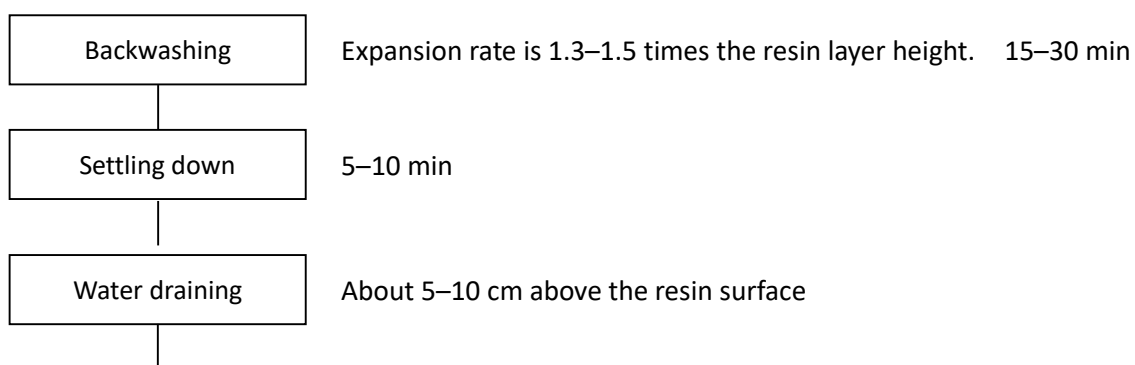 Backwashing Expansion rate is 1.3–1.5 times the resin layer height. 15–30 min
Settling down 5–10 min
Water draining About 5–10 cm above the resin surface